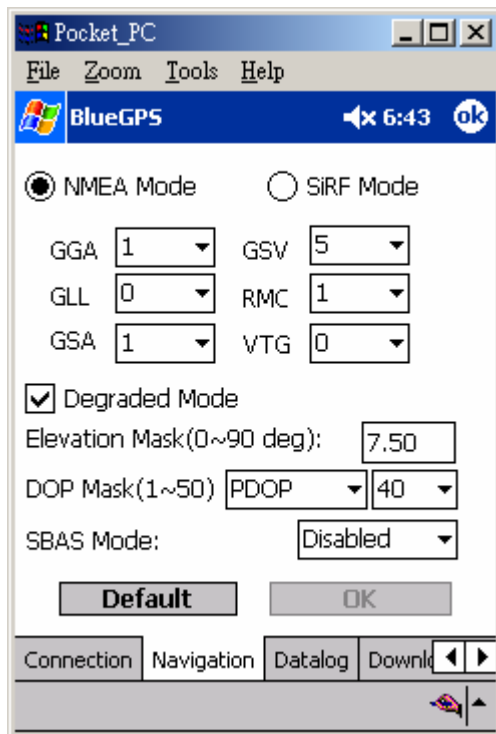 Pocket_PC
File Zoom Tools Help
BlueGPS 6:43 ok
NMEA Mode SiRF Mode
GGA 1 GSV 5
GLL 0 RMC 1
GSA 1 VTG 0
Degraded Mode
Elevation Mask(0~90 deg): 7.50
DOP Mask(1~50) PDOP 40
SBAS Mode: Disabled
Default OK
Connection Navigation Datalog